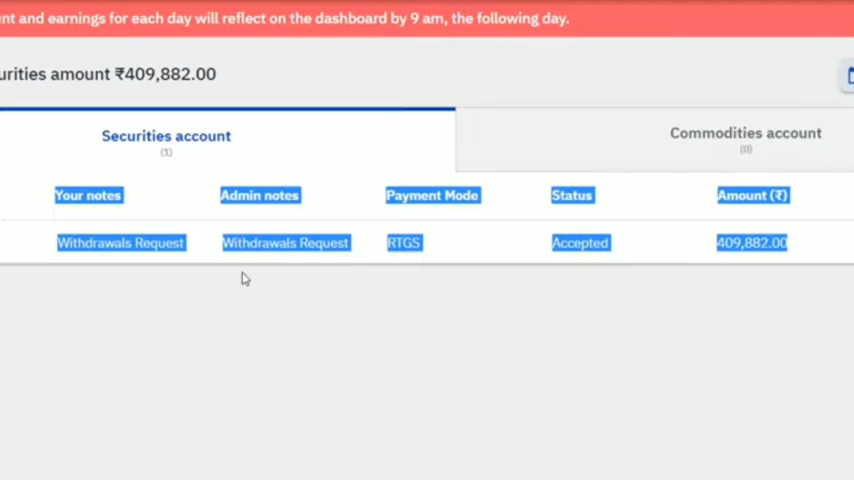 and earnings for each day will reflect on the dashboard by 9 am, the following day.
amount ₹409,882.00
Securities account
(1)
Commodities account
(0)
Your notes Admin notes Payment Mode Status Amount (₹)
Withdrawals Request Withdrawals Request RTGS Accepted 409,882.00